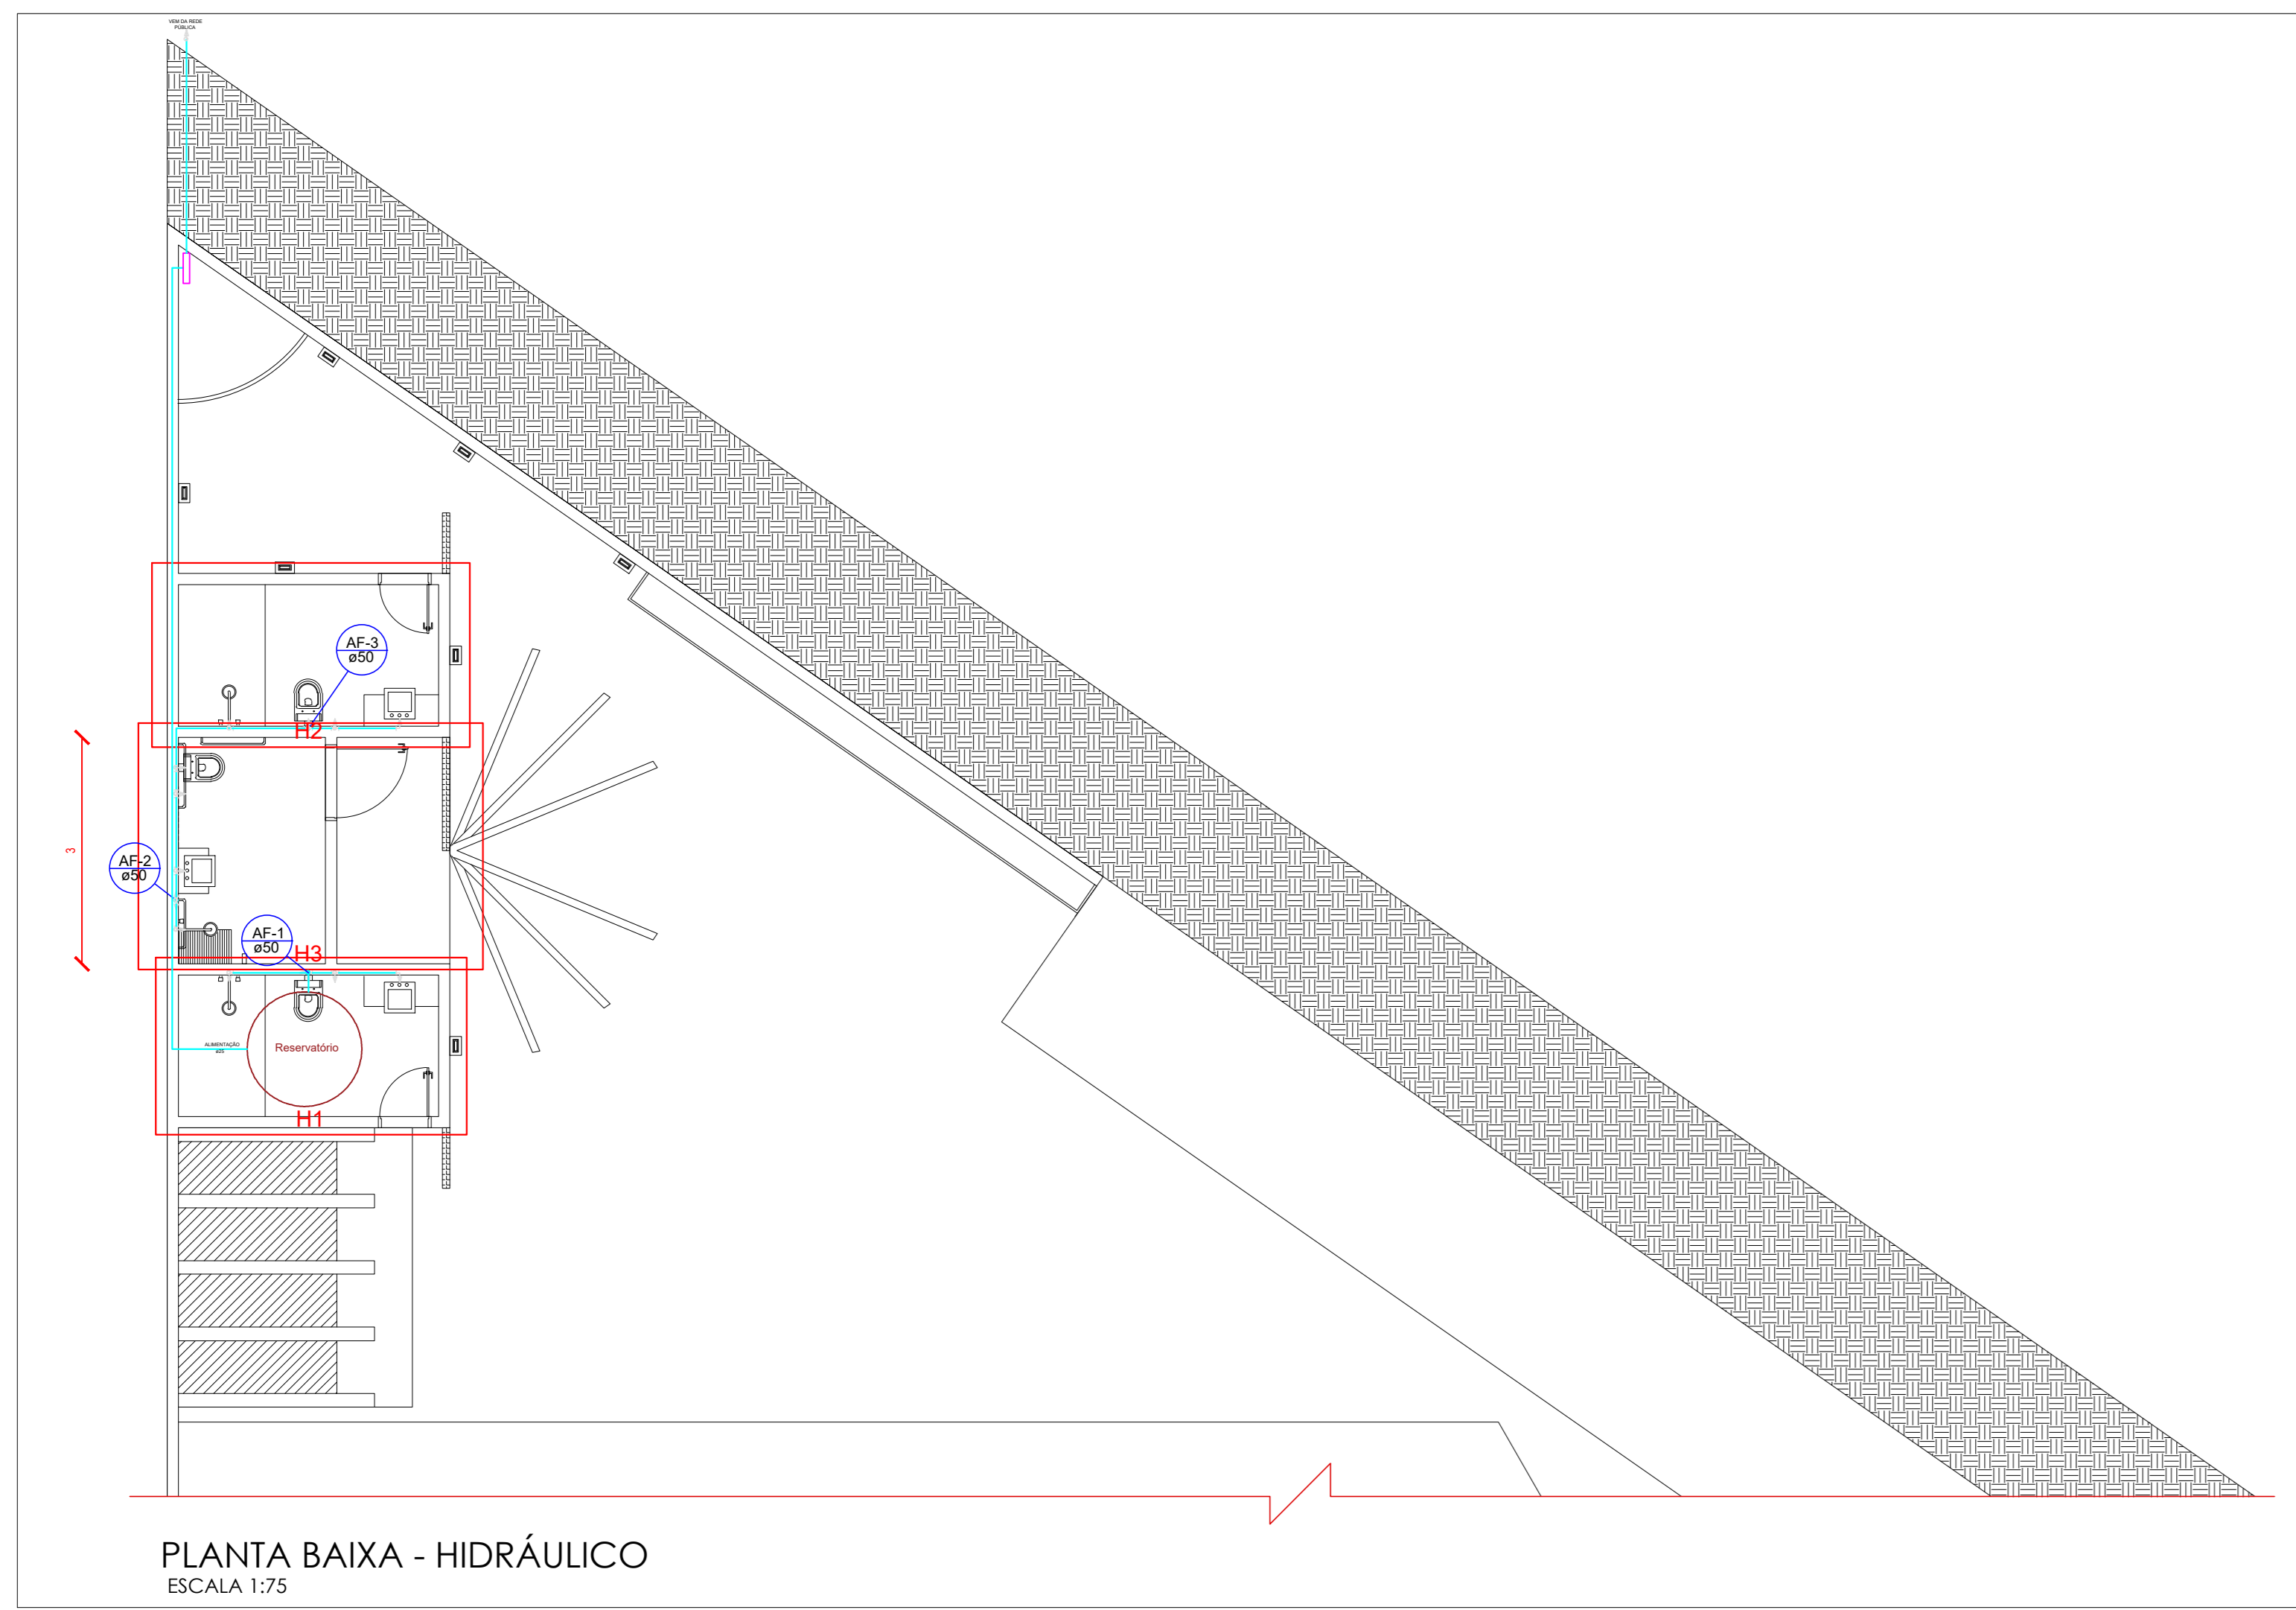 VEM DA REDE
PÚBLICA
AF-3
ø50
H2
3
AF-2
ø50
AF-1
ø50
H3
ALIMENTAÇÃO
ø25
Reservatório
H1
PLANTA BAIXA - HIDRÁULICO
ESCALA 1:75